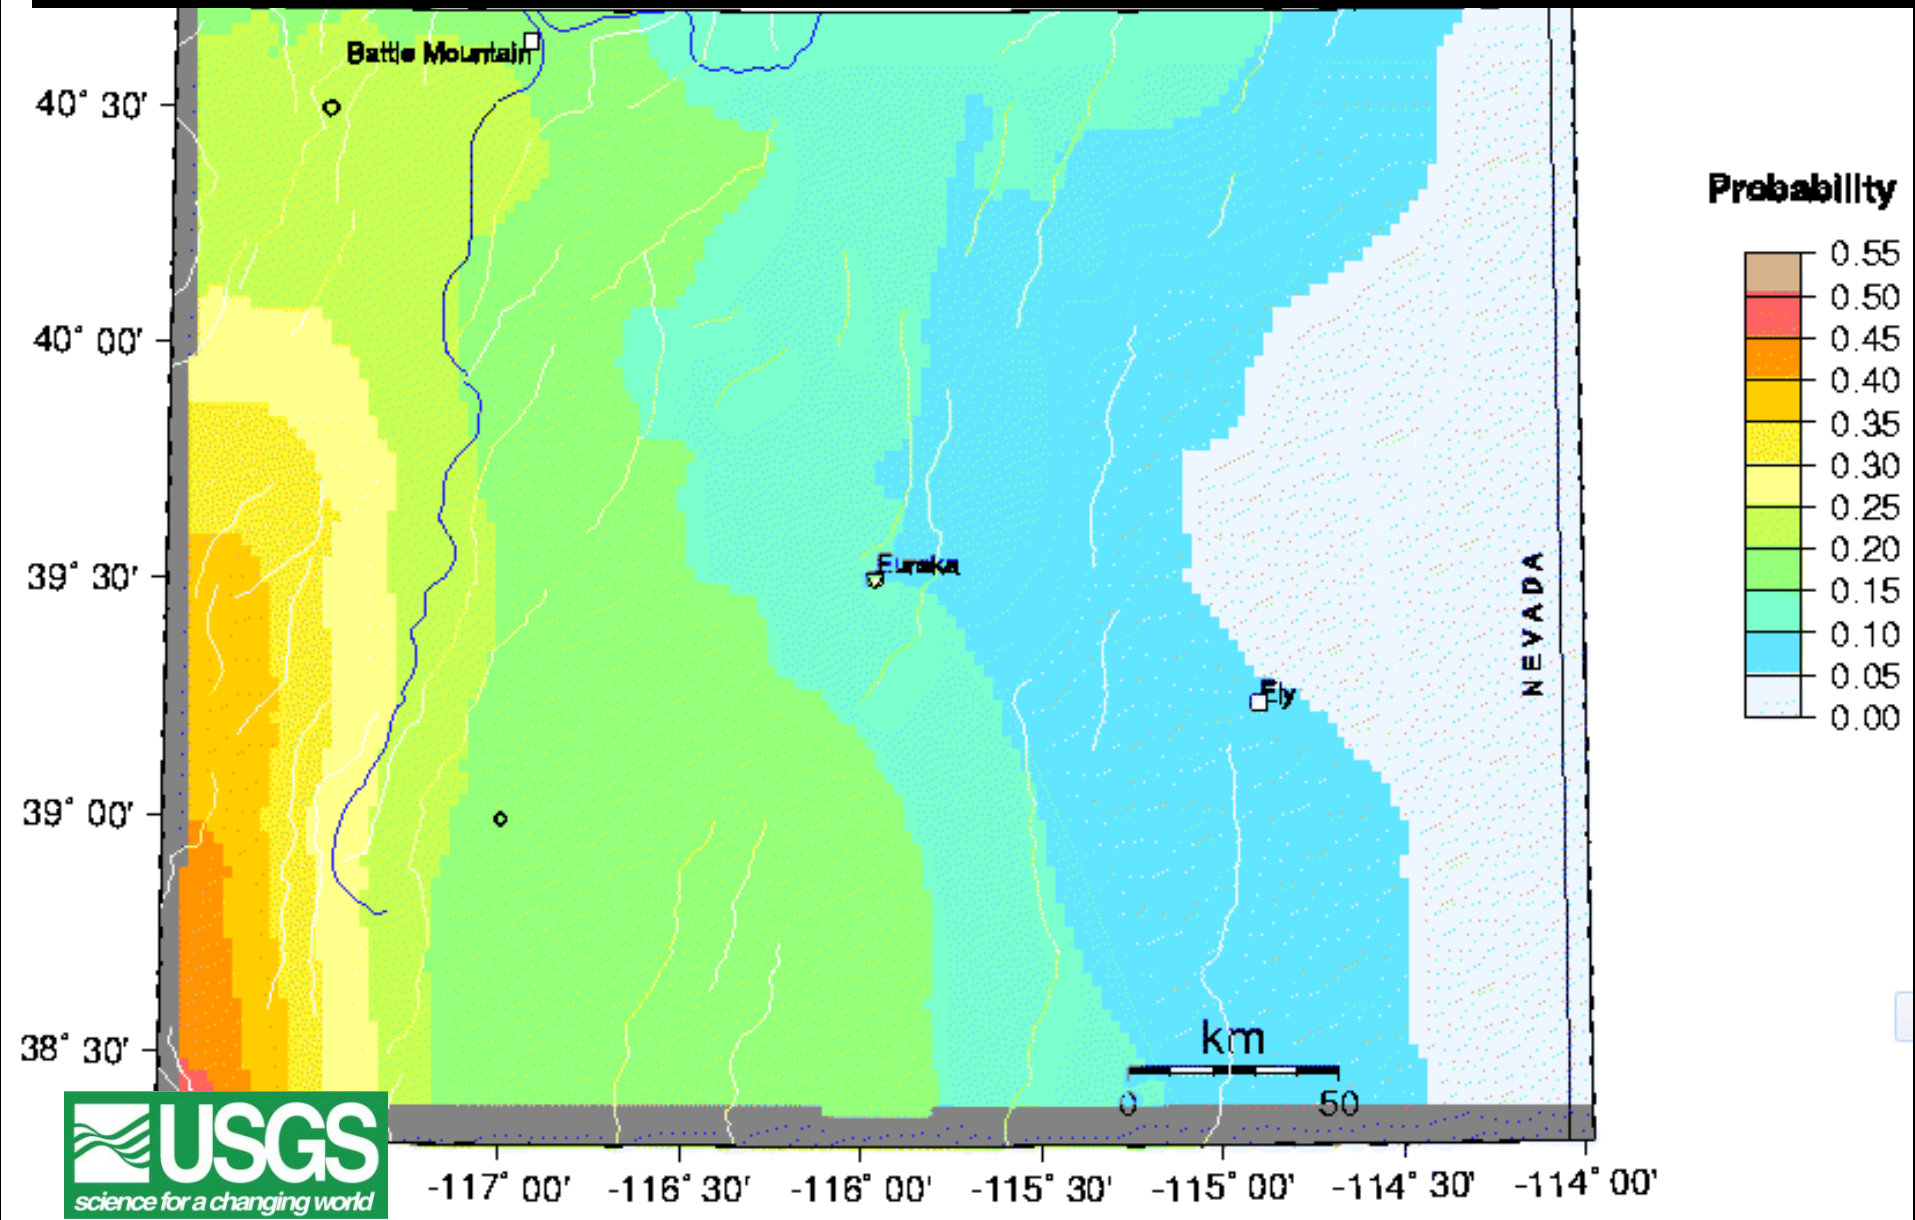 Battle Mountain
40° 30'
Probability
0.55
0.50
40° 00'
0.45
0.40
0.35
0.30
0.25
0.20
39° 30'
Eureka
0.15
0.10
NEVADA
0.05
Ely
0.00
39° 00'
38° 30'
km
0 50
USGS
science for a changing world
-117° 00' -116° 30' -116° 00' -115° 30' -115° 00' -114° 30' -114° 00'